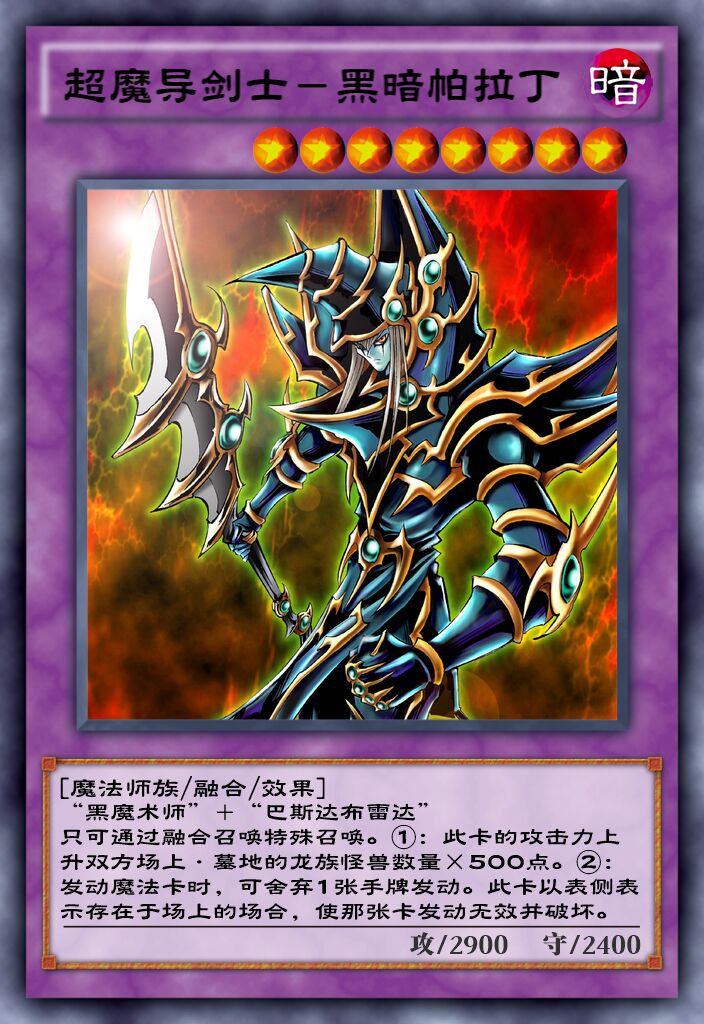 超魔导剑士－黑暗帕拉丁
暗
[魔法师族/融合/效果]
“黑魔术师”＋“巴斯达布雷达”
只可通过融合召唤特殊召唤。①：此卡的攻击力上
升双方场上·墓地的龙族怪兽数量×500点。②：
发动魔法卡时，可舍弃1张手牌发动。此卡以表侧表
示存在于场上的场合，使那张卡发动无效并破坏。
攻/2900 守/2400